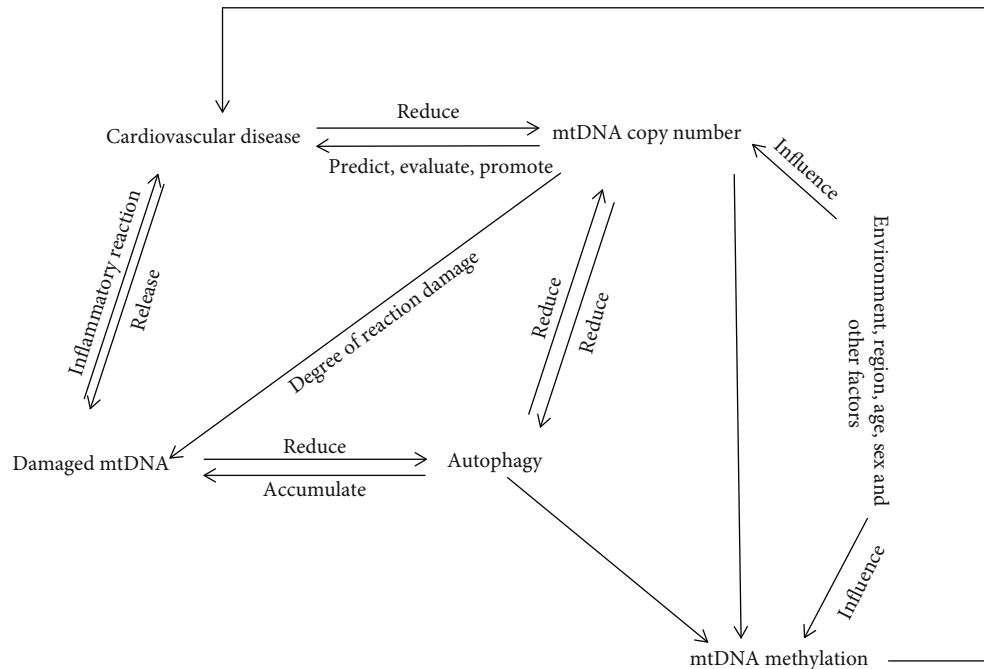 Reduce
Cardiovascular disease
mtDNA copy number
Predict, evaluate, promote
Influence
Inflammatory reaction
Release
Degree of reaction damage
Reduce
Reduce
Environment, region, age, sex and
other factors
Damaged mtDNA
Reduce
Accumulate
Autophagy
Influence
mtDNA methylation